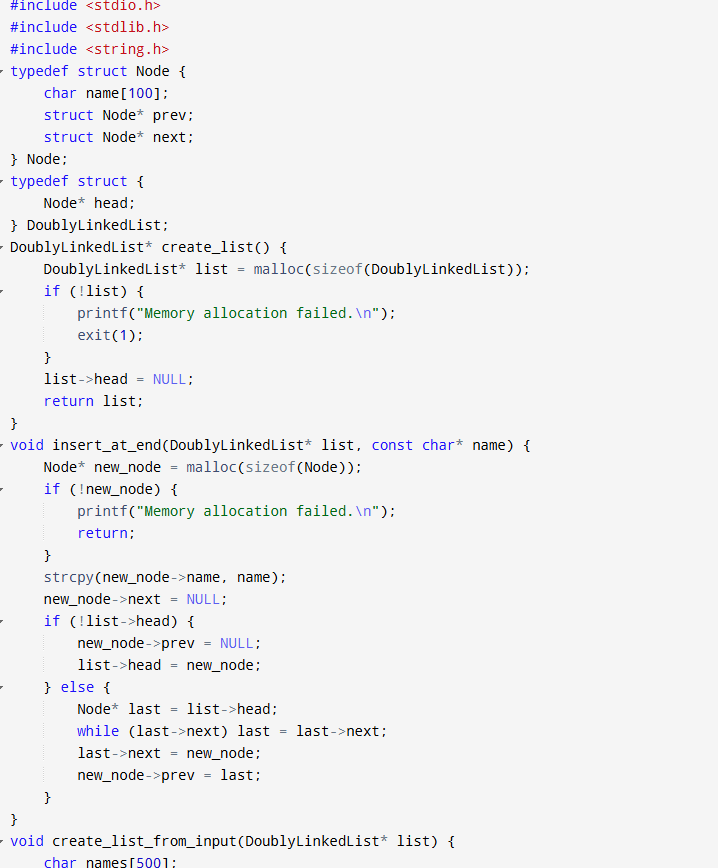 #include <stdio.h>
#include <stdlib.h>
#include <string.h>
typedef struct Node {
    char name[100];
    struct Node* prev;
    struct Node* next;
} Node;
typedef struct {
    Node* head;
} DoublyLinkedList;
DoublyLinkedList* create_list() {
    DoublyLinkedList* list = malloc(sizeof(DoublyLinkedList));
    if (!list) {
        printf("Memory allocation failed.\n");
        exit(1);
    }
    list->head = NULL;
    return list;
}
void insert_at_end(DoublyLinkedList* list, const char* name) {
    Node* new_node = malloc(sizeof(Node));
    if (!new_node) {
        printf("Memory allocation failed.\n");
        return;
    }
    strcpy(new_node->name, name);
    new_node->next = NULL;
    if (!list->head) {
        new_node->prev = NULL;
        list->head = new_node;
    } else {
        Node* last = list->head;
        while (last->next) last = last->next;
        last->next = new_node;
        new_node->prev = last;
    }
}
void create_list_from_input(DoublyLinkedList* list) {
    char names[500];